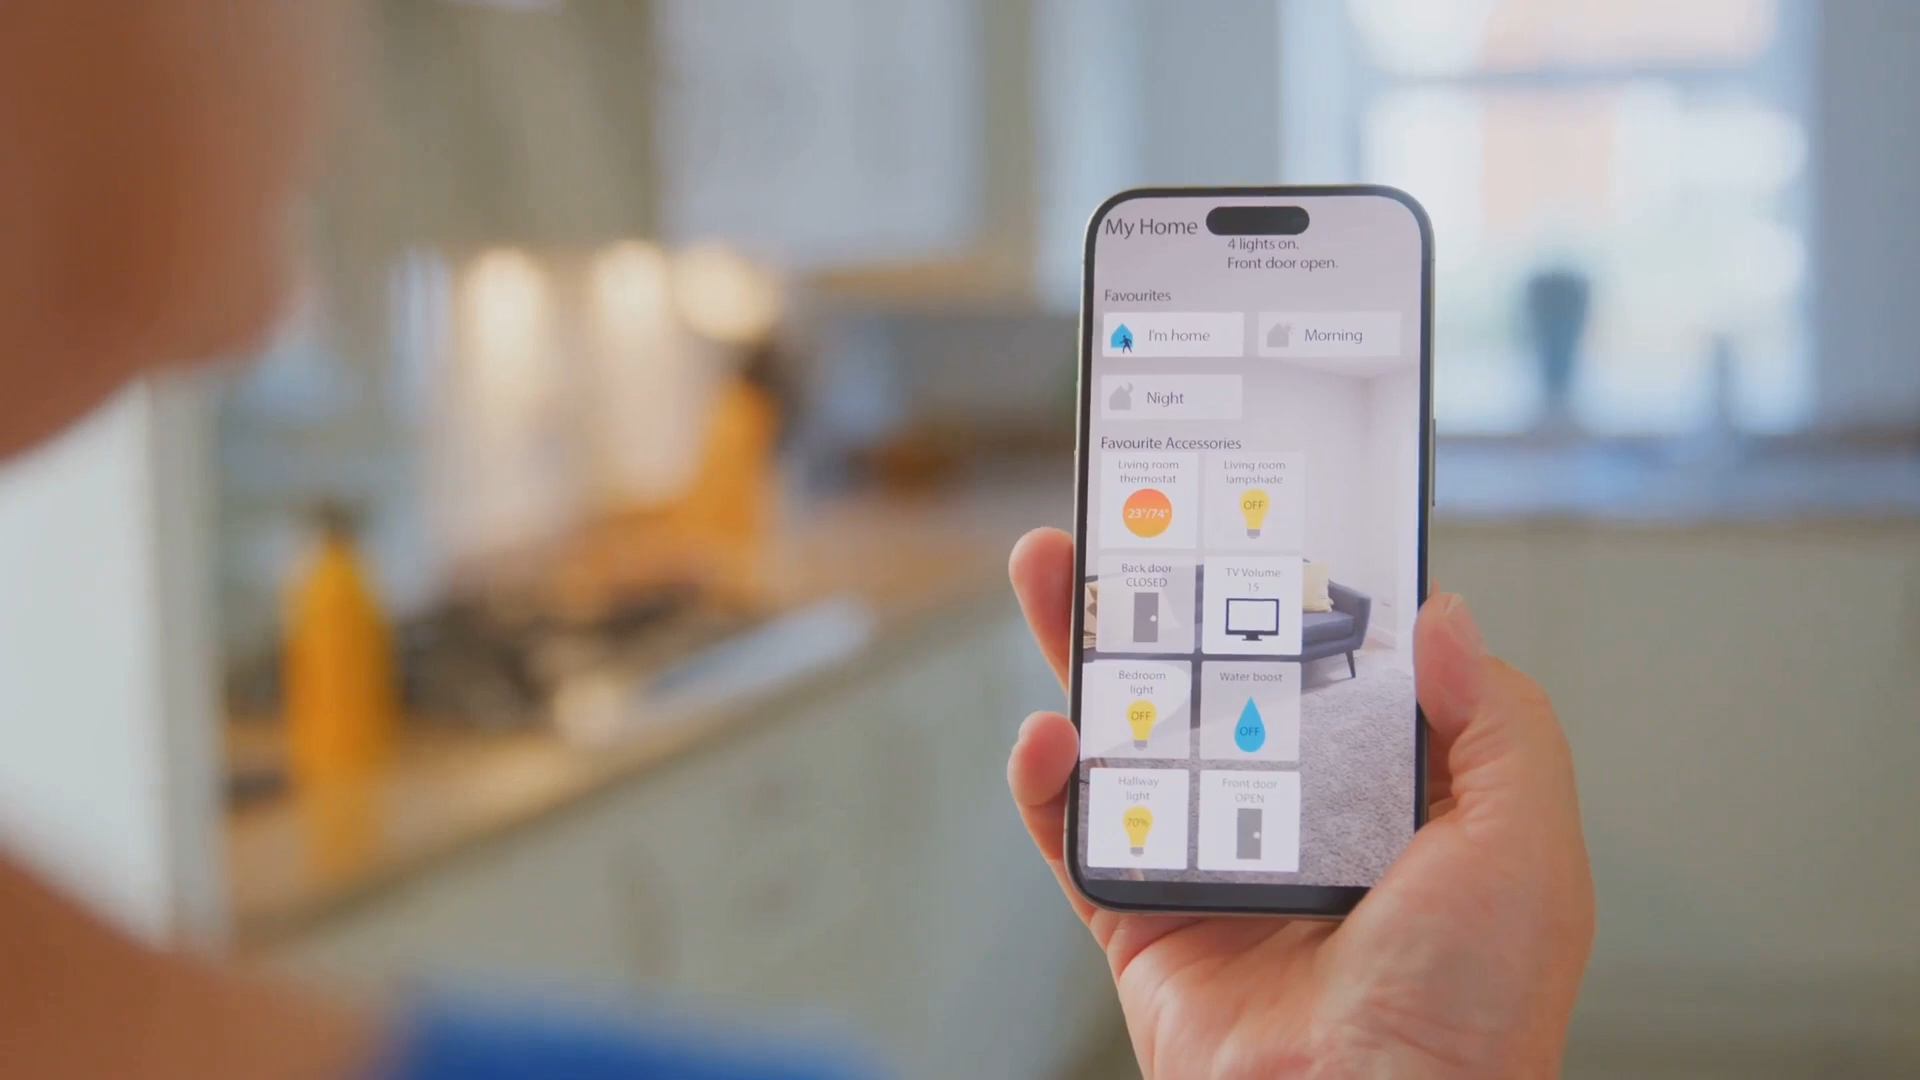 My Home
4 lights on.
Front door open.
Favourites
I'm home
Morning
Night
Favourite Accessories
Living room
thermostat
23°/74°
Living room
lampshade
OFF
Back door
CLOSED
TV Volume
15
Bedroom
light
OFF
Water boost
OFF
Hallway
light
70%
Front door
OPEN